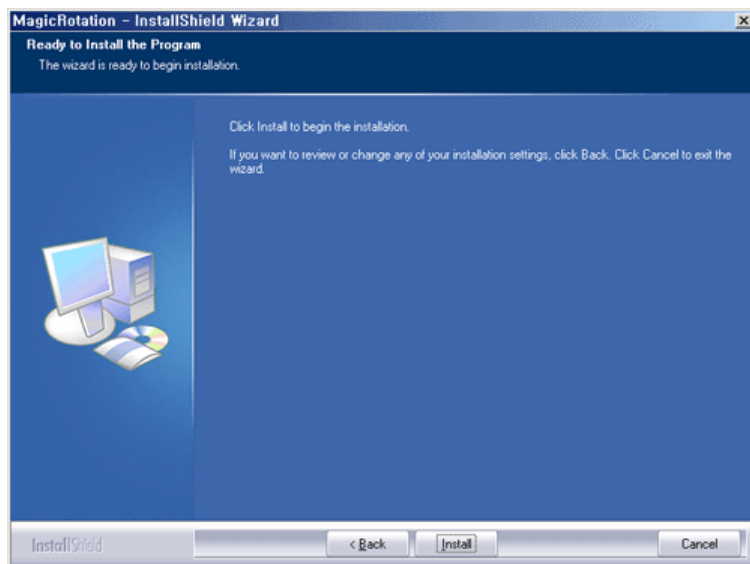 MagicRotation - InstallShield Wizard
Ready to Install the Program
The wizard is ready to begin installation.
Click Install to begin the installation.
If you want to review or change any of your installation settings, click Back. Click Cancel to exit the
wizard.
InstallShield
< Back
Install
Cancel